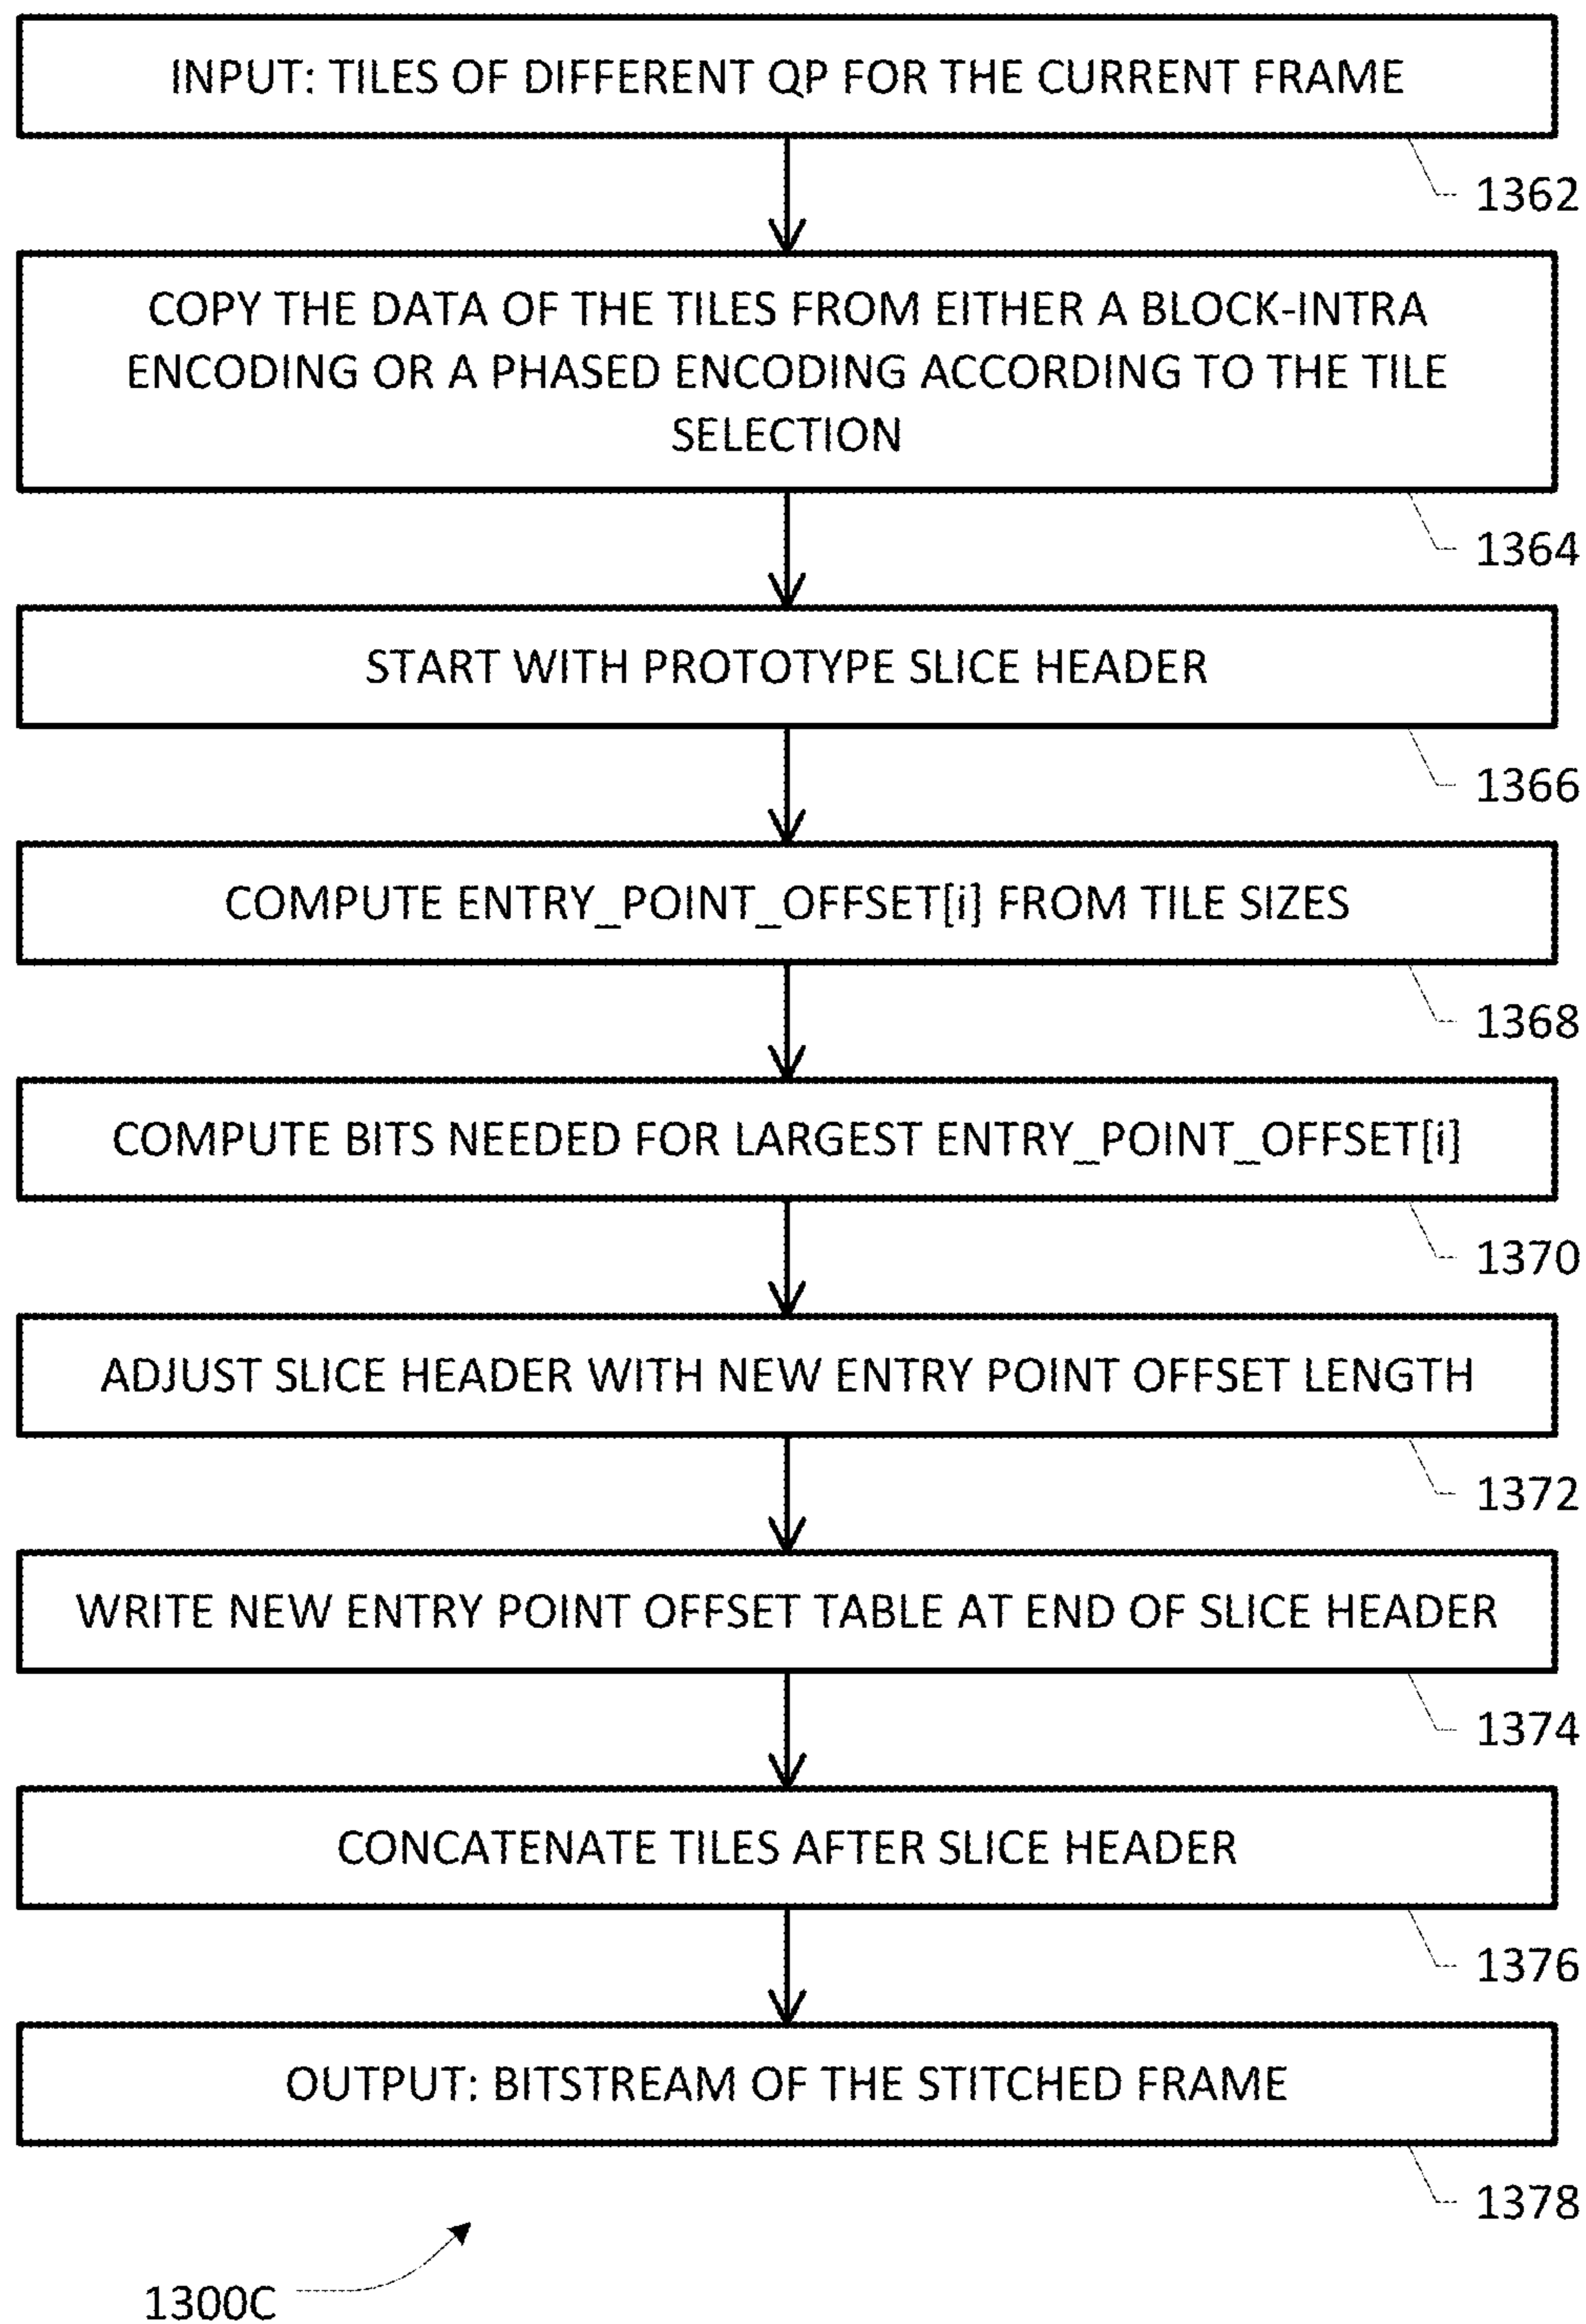 INPUT: TILES OF DIFFERENT QP FOR THE CURRENT FRAME
1362
COPY THE DATA OF THE TILES FROM EITHER A BLOCK-INTRA
ENCODING OR A PHASED ENCODING ACCORDING TO THE TILE
SELECTION
1364
START WITH PROTOTYPE SLICE HEADER
1366
COMPUTE ENTRY_POINT_OFFSET[i] FROM TILE SIZES
1368
COMPUTE BITS NEEDED FOR LARGEST ENTRY_POINT_OFFSET[i]
1370
ADJUST SLICE HEADER WITH NEW ENTRY POINT OFFSET LENGTH
1372
WRITE NEW ENTRY POINT OFFSET TABLE AT END OF SLICE HEADER
1374
CONCATENATE TILES AFTER SLICE HEADER
1376
OUTPUT: BITSTREAM OF THE STITCHED FRAME
1378
1300C